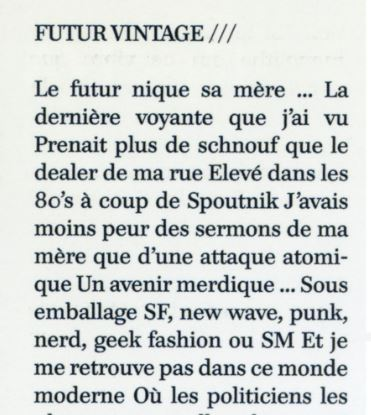 FUTUR VINTAGE ///
Le futur nique sa mère ... La
dernière voyante que j'ai vu
Prenait plus de schnouf que le
dealer de ma rue Elevé dans les
80's à coup de Spoutnik J'avais
moins peur des sermons de ma
mère que d'une attaque atomi-
que Un avenir merdique ... Sous
emballage SF, new wave, punk,
nerd, geek fashion ou SM Et je
me retrouve pas dans ce monde
moderne Où les politiciens les